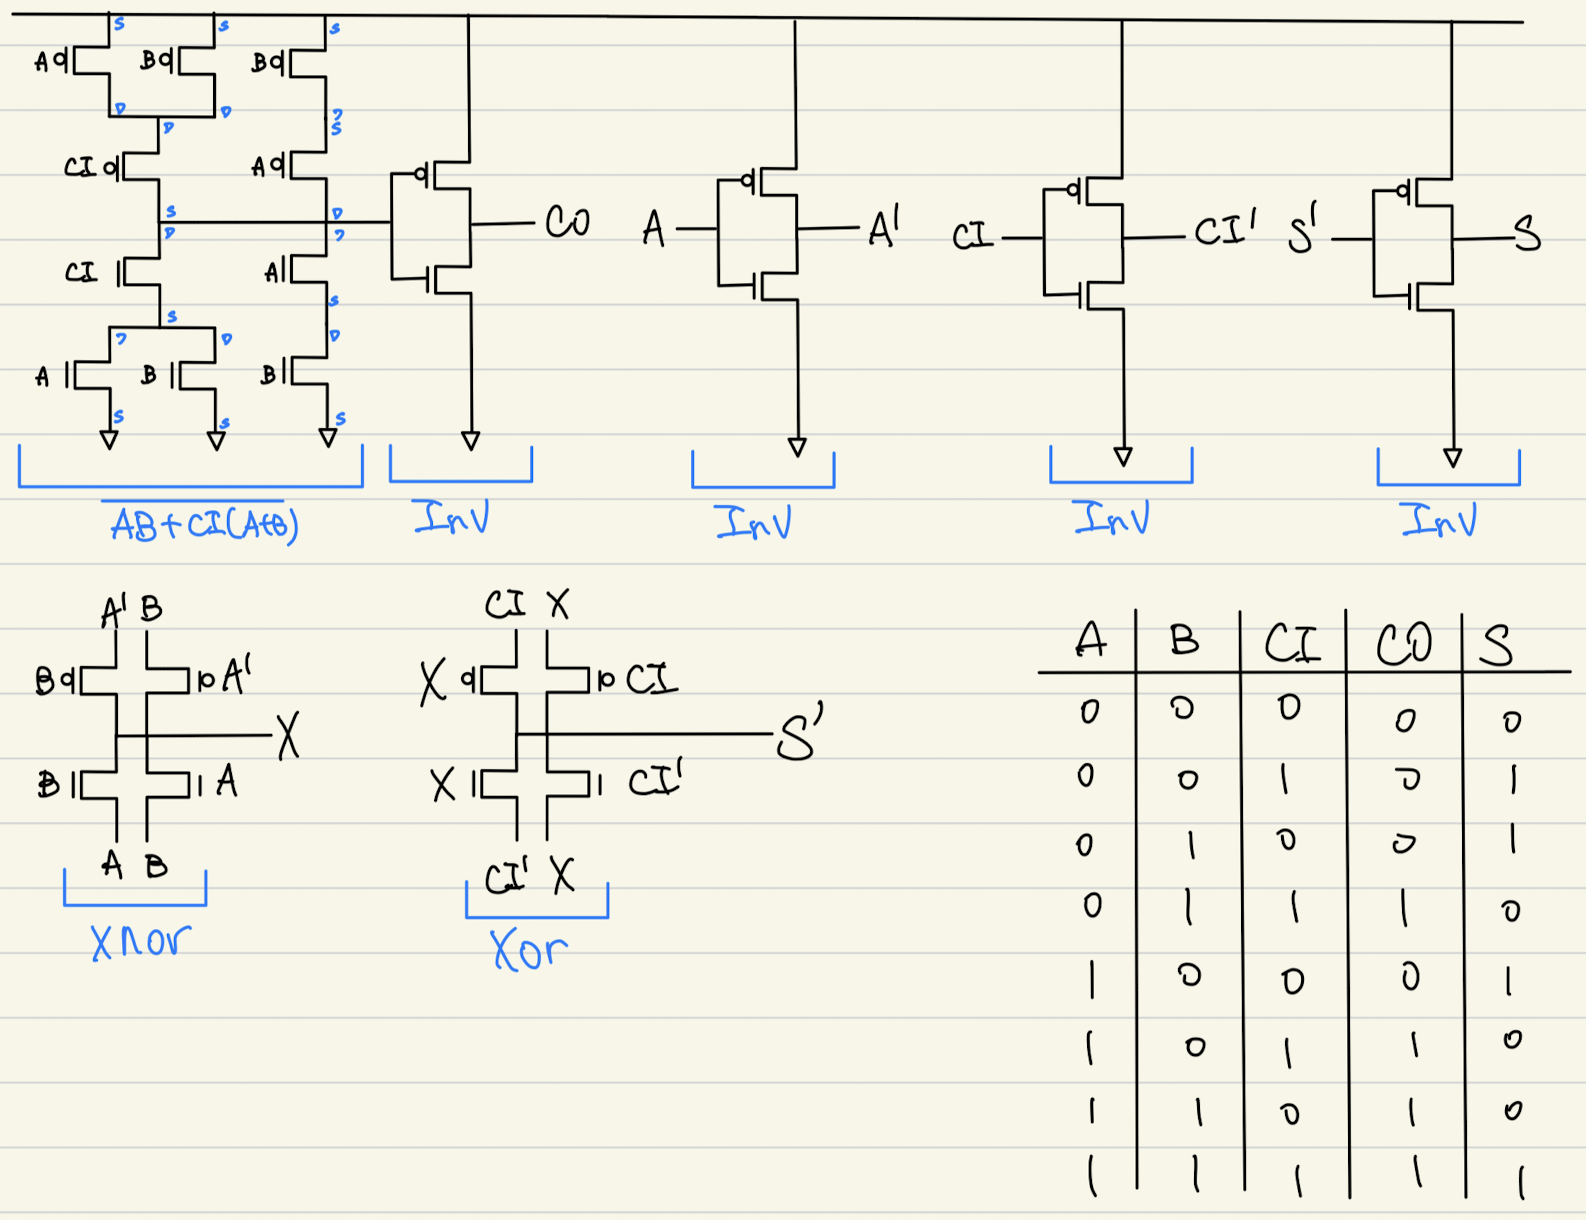 S S S
A B B
D D D
S
D
CI A
S D
D D
CO A A' CI CI' S' S
CI A
S S
D D D
A B B
S S S
AB+CI(A+B) Inv Inv Inv Inv
A' B CI X
B A' X CI
X S'
B A X CI'
A B CI' X
Xnor Xor
A B CI CO S
0 0 0 0 0
0 0 1 0 1
0 1 0 0 1
0 1 1 1 0
1 0 0 0 1
1 0 1 1 0
1 1 0 1 0
1 1 1 1 1